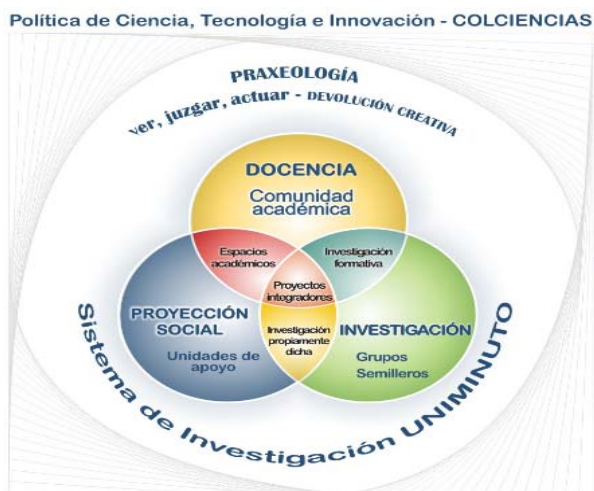 Política de Ciencia, Tecnología e Innovación - COLCIENCIAS
PRAXEOLOGÍA
ver, juzgar, actuar - DEVOLUCIÓN CREATIVA
DOCENCIA
Comunidad
académica
Espacios
académicos
Investigación
formativa
Proyectos
integradores
PROYECCIÓN
SOCIAL
Unidades de
apoyo
Investigación
propiamente
dicha
INVESTIGACIÓN
Grupos
Semilleros
Sistema de Investigación UNIMINUTO